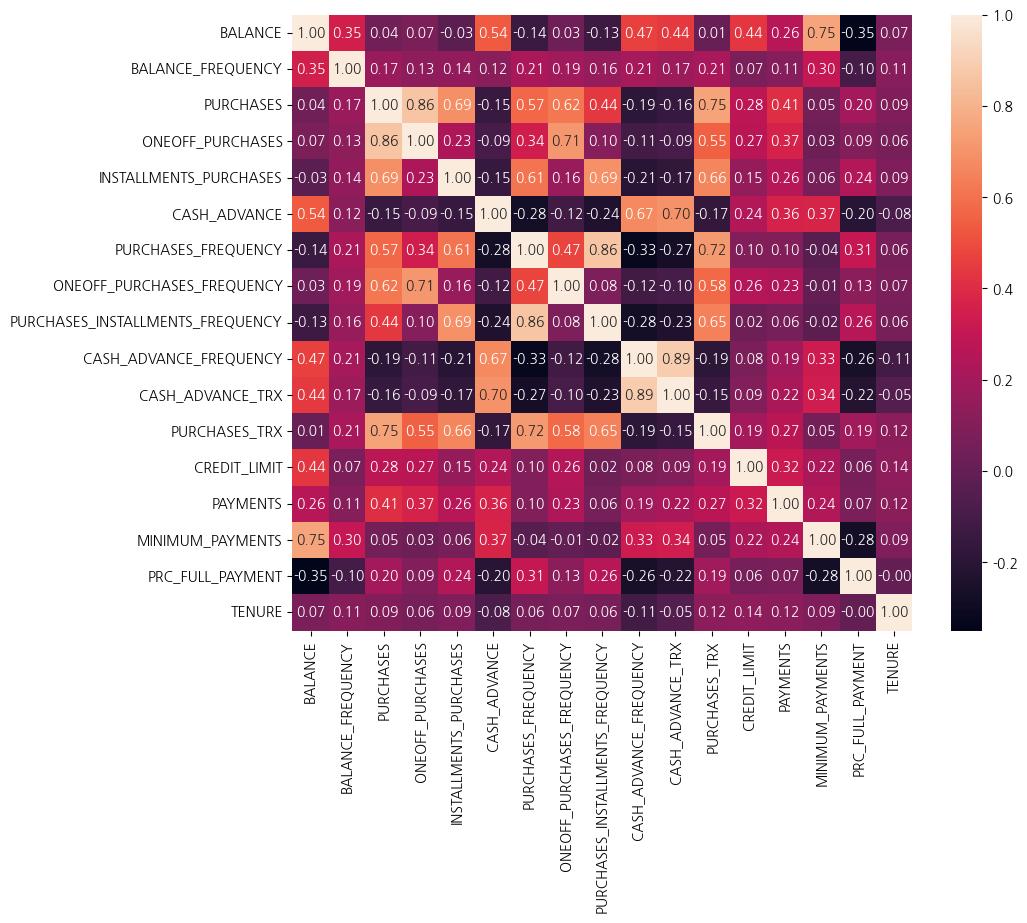 BALANCE 1.00 0.35 0.04 0.07 -0.03 0.54 -0.14 0.03 -0.13 0.47 0.44 0.01 0.44 0.26 0.75 -0.35 0.07
BALANCE_FREQUENCY 0.35 1.00 0.17 0.13 0.14 0.12 0.21 0.19 0.16 0.21 0.17 0.21 0.07 0.11 0.30 -0.10 0.11
PURCHASES 0.04 0.17 1.00 0.86 0.69 -0.15 0.57 0.62 0.44 -0.19 -0.16 0.75 0.28 0.41 0.05 0.20 0.09
ONEOFF_PURCHASES 0.07 0.13 0.86 1.00 0.23 -0.09 0.34 0.71 0.10 -0.11 -0.09 0.55 0.27 0.37 0.03 0.09 0.06
INSTALLMENTS_PURCHASES -0.03 0.14 0.69 0.23 1.00 -0.15 0.61 0.16 0.69 -0.21 -0.17 0.66 0.15 0.26 0.06 0.24 0.09
CASH_ADVANCE 0.54 0.12 -0.15 -0.09 -0.15 1.00 -0.28 -0.12 -0.24 0.67 0.70 -0.17 0.24 0.36 0.37 -0.20 -0.08
PURCHASES_FREQUENCY -0.14 0.21 0.57 0.34 0.61 -0.28 1.00 0.47 0.86 -0.33 -0.27 0.72 0.10 0.10 -0.04 0.31 0.06
ONEOFF_PURCHASES_FREQUENCY 0.03 0.19 0.62 0.71 0.16 -0.12 0.47 1.00 0.08 -0.12 -0.10 0.58 0.26 0.23 -0.01 0.13 0.07
PURCHASES_INSTALLMENTS_FREQUENCY -0.13 0.16 0.44 0.10 0.69 -0.24 0.86 0.08 1.00 -0.28 -0.23 0.65 0.02 0.06 -0.02 0.26 0.06
CASH_ADVANCE_FREQUENCY 0.47 0.21 -0.19 -0.11 -0.21 0.67 -0.33 -0.12 -0.28 1.00 0.89 -0.19 0.08 0.19 0.33 -0.26 -0.11
CASH_ADVANCE_TRX 0.44 0.17 -0.16 -0.09 -0.17 0.70 -0.27 -0.10 -0.23 0.89 1.00 -0.15 0.09 0.22 0.34 -0.22 -0.05
PURCHASES_TRX 0.01 0.21 0.75 0.55 0.66 -0.17 0.72 0.58 0.65 -0.19 -0.15 1.00 0.19 0.27 0.05 0.19 0.12
CREDIT_LIMIT 0.44 0.07 0.28 0.27 0.15 0.24 0.10 0.26 0.02 0.08 0.09 0.19 1.00 0.32 0.22 0.06 0.14
PAYMENTS 0.26 0.11 0.41 0.37 0.26 0.36 0.10 0.23 0.06 0.19 0.22 0.27 0.32 1.00 0.24 0.07 0.12
MINIMUM_PAYMENTS 0.75 0.30 0.05 0.03 0.06 0.37 -0.04 -0.01 -0.02 0.33 0.34 0.05 0.22 0.24 1.00 -0.28 0.09
PRC_FULL_PAYMENT -0.35 -0.10 0.20 0.09 0.24 -0.20 0.31 0.13 0.26 -0.26 -0.22 0.19 0.06 0.07 -0.28 1.00 -0.00
TENURE 0.07 0.11 0.09 0.06 0.09 -0.08 0.06 0.07 0.06 -0.11 -0.05 0.12 0.14 0.12 0.09 -0.00 1.00
BALANCE
BALANCE_FREQUENCY
PURCHASES
ONEOFF_PURCHASES
INSTALLMENTS_PURCHASES
CASH_ADVANCE
PURCHASES_FREQUENCY
ONEOFF_PURCHASES_FREQUENCY
PURCHASES_INSTALLMENTS_FREQUENCY
CASH_ADVANCE_FREQUENCY
CASH_ADVANCE_TRX
PURCHASES_TRX
CREDIT_LIMIT
PAYMENTS
MINIMUM_PAYMENTS
PRC_FULL_PAYMENT
TENURE
1.0
0.8
0.6
0.4
0.2
0.0
-0.2